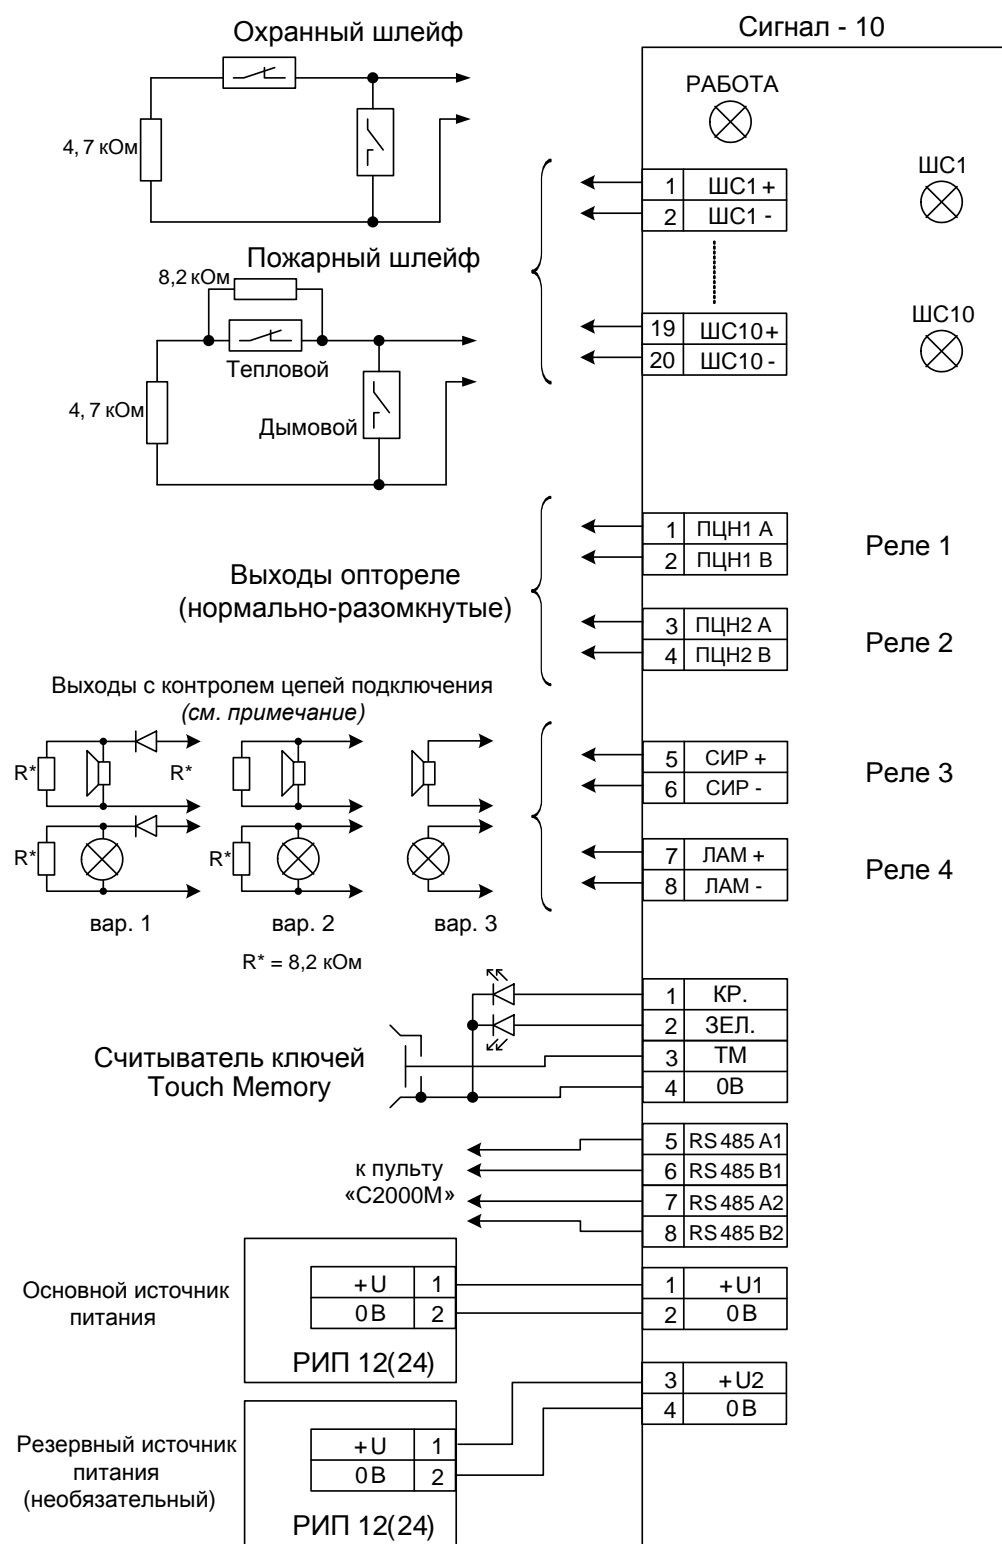 Охранный шлейф
Сигнал - 10
РАБОТА
4,7 кОм
ШС1
1 ШС1 +
2 ШС1 -
Пожарный шлейф
8,2 кОм
ШС10
19 ШС10 +
20 ШС10 -
Тепловой
4,7 кОм
Дымовой
1 ПЦН1 А
2 ПЦН1 В
Реле 1
Выходы оптореле
(нормально-разомкнутые)
3 ПЦН2 А
4 ПЦН2 В
Реле 2
Выходы с контролем цепей подключения
(см. примечание)
R*
R*
5 СИР +
6 СИР -
Реле 3
R*
R*
7 ЛАМ +
8 ЛАМ -
Реле 4
вар. 1
вар. 2
вар. 3
R* = 8,2 кОм
1 КР.
2 ЗЕЛ.
3 ТМ
4 0В
Считыватель ключей
Touch Memory
5 RS 485 A1
6 RS 485 B1
7 RS 485 A2
8 RS 485 B2
к пульту
«С2000М»
Основной источник
питания
+U 1
0В 2
РИП 12(24)
1 +U1
2 0В
3 +U2
4 0В
Резервный источник
питания
(необязательный)
+U 1
0В 2
РИП 12(24)